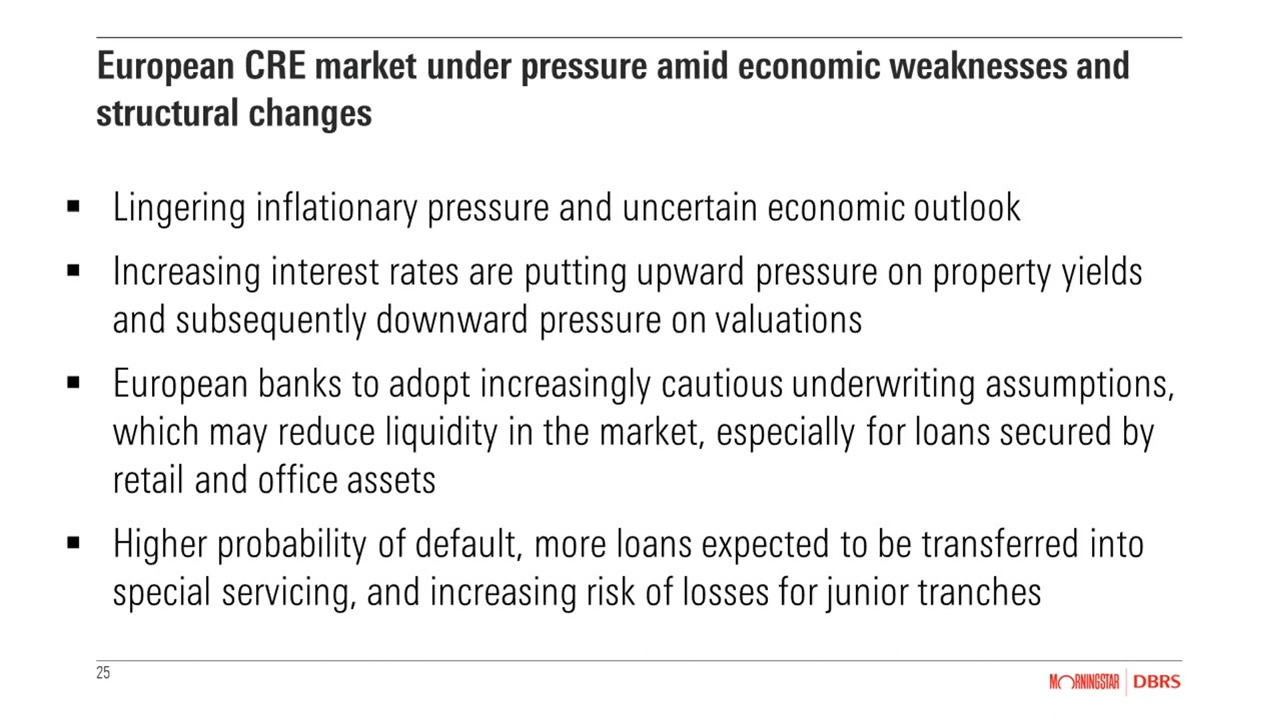 European CRE market under pressure amid economic weaknesses and
structural changes
▪ Lingering inflationary pressure and uncertain economic outlook
▪ Increasing interest rates are putting upward pressure on property yields
and subsequently downward pressure on valuations
▪ European banks to adopt increasingly cautious underwriting assumptions,
which may reduce liquidity in the market, especially for loans secured by
retail and office assets
▪ Higher probability of default, more loans expected to be transferred into
special servicing, and increasing risk of losses for junior tranches
25
MORNINGSTAR | DBRS